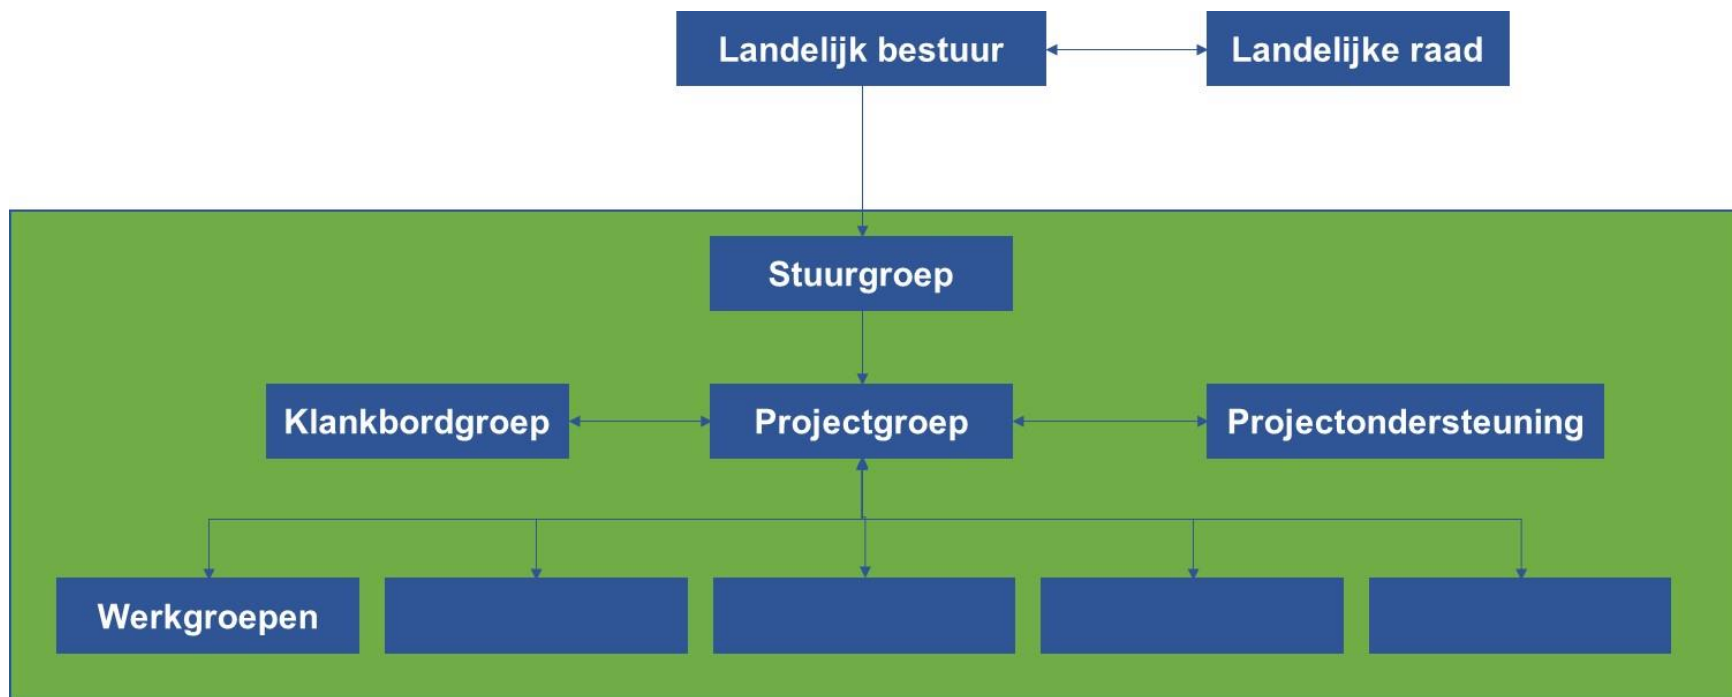 Landelijk bestuur
Landelijke raad
Stuurgroep
Klankbordgroep
Projectgroep
Projectondersteuning
Werkgroepen